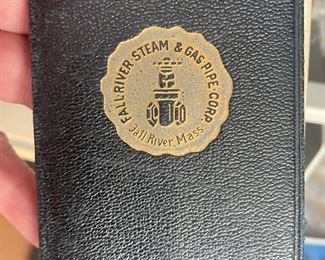 FALL·RIVER·STEAM & GAS·PIPE·CORP·
Fall River, Mass